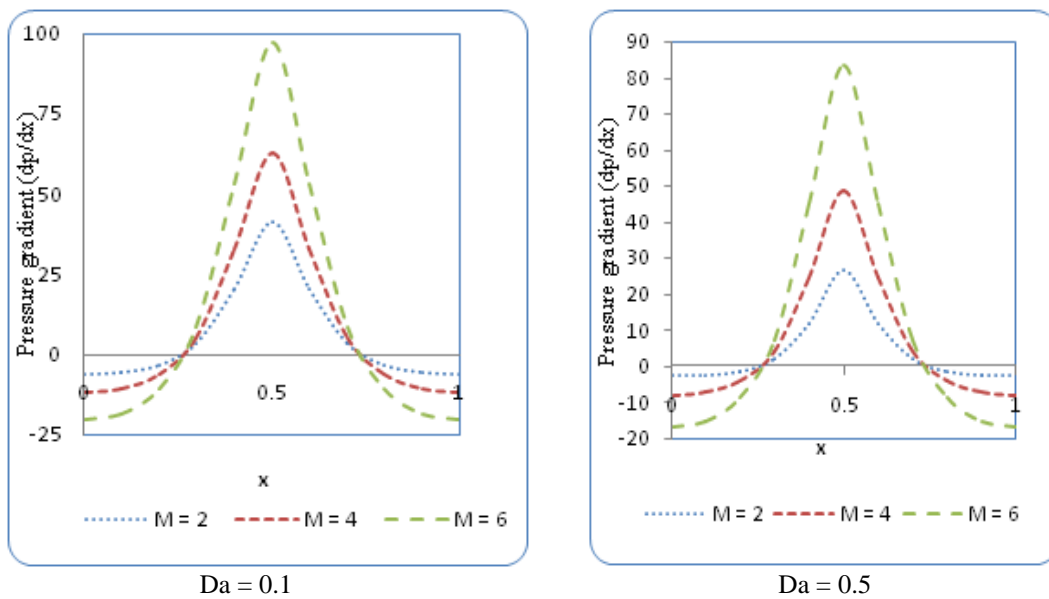 Pressure gradient (dp/dx)
100
75
50
25
0
-25
0
0.5
1
x
M = 2
M = 4
M = 6
Da = 0.1
Pressure gradient (dp/dx)
90
80
70
60
50
40
30
20
10
0
-10
-20
0
0.5
1
x
M = 2
M = 4
M = 6
Da = 0.5